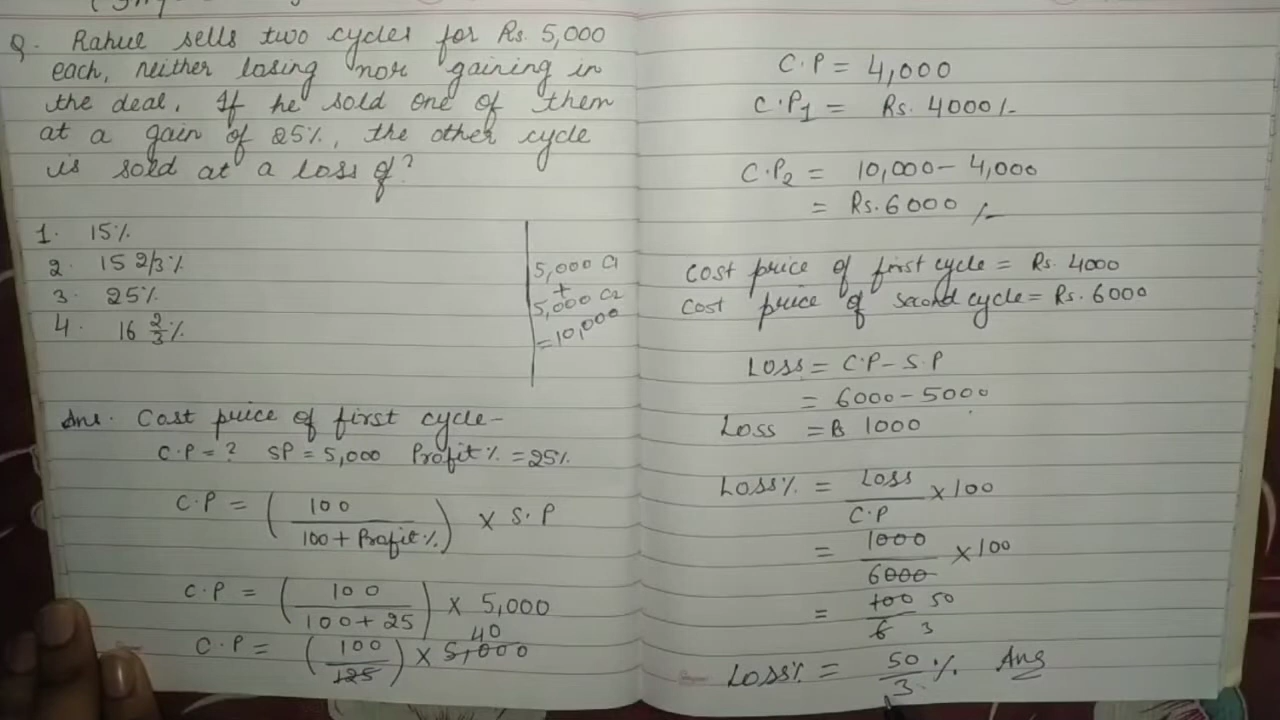 Q. Rahul sells two cycles for Rs. 5,000
each, neither losing nor gaining in
the deal. If he sold one of them
at a gain of 25%, the other cycle
is sold at a loss of?
1. 15%
2. 15 2/3%
3. 25%
4. 16 2/3%
5,000 C1
+
5,000 C2
=10,000
Ans. Cost price of first cycle-
C.P = ? SP = 5,000 Profit% = 25%
C.P = (100 / 100 + Profit%) × S.P
C.P = (100 / 100 + 25) × 5,000
40
C.P = (100 / 125) × 5,000
C.P = 4,000
C.P1 = Rs. 4000/-
C.P2 = 10,000 - 4,000
= Rs. 6000/-
Cost price of first cycle = Rs. 4000
Cost price of second cycle = Rs. 6000
Loss = C.P - S.P
= 6000 - 5000
Loss = 1000
Loss% = Loss / C.P × 100
= 1000 / 6000 × 100
= 100 50 / 6 3
Loss% = 50 / 3 % Ans